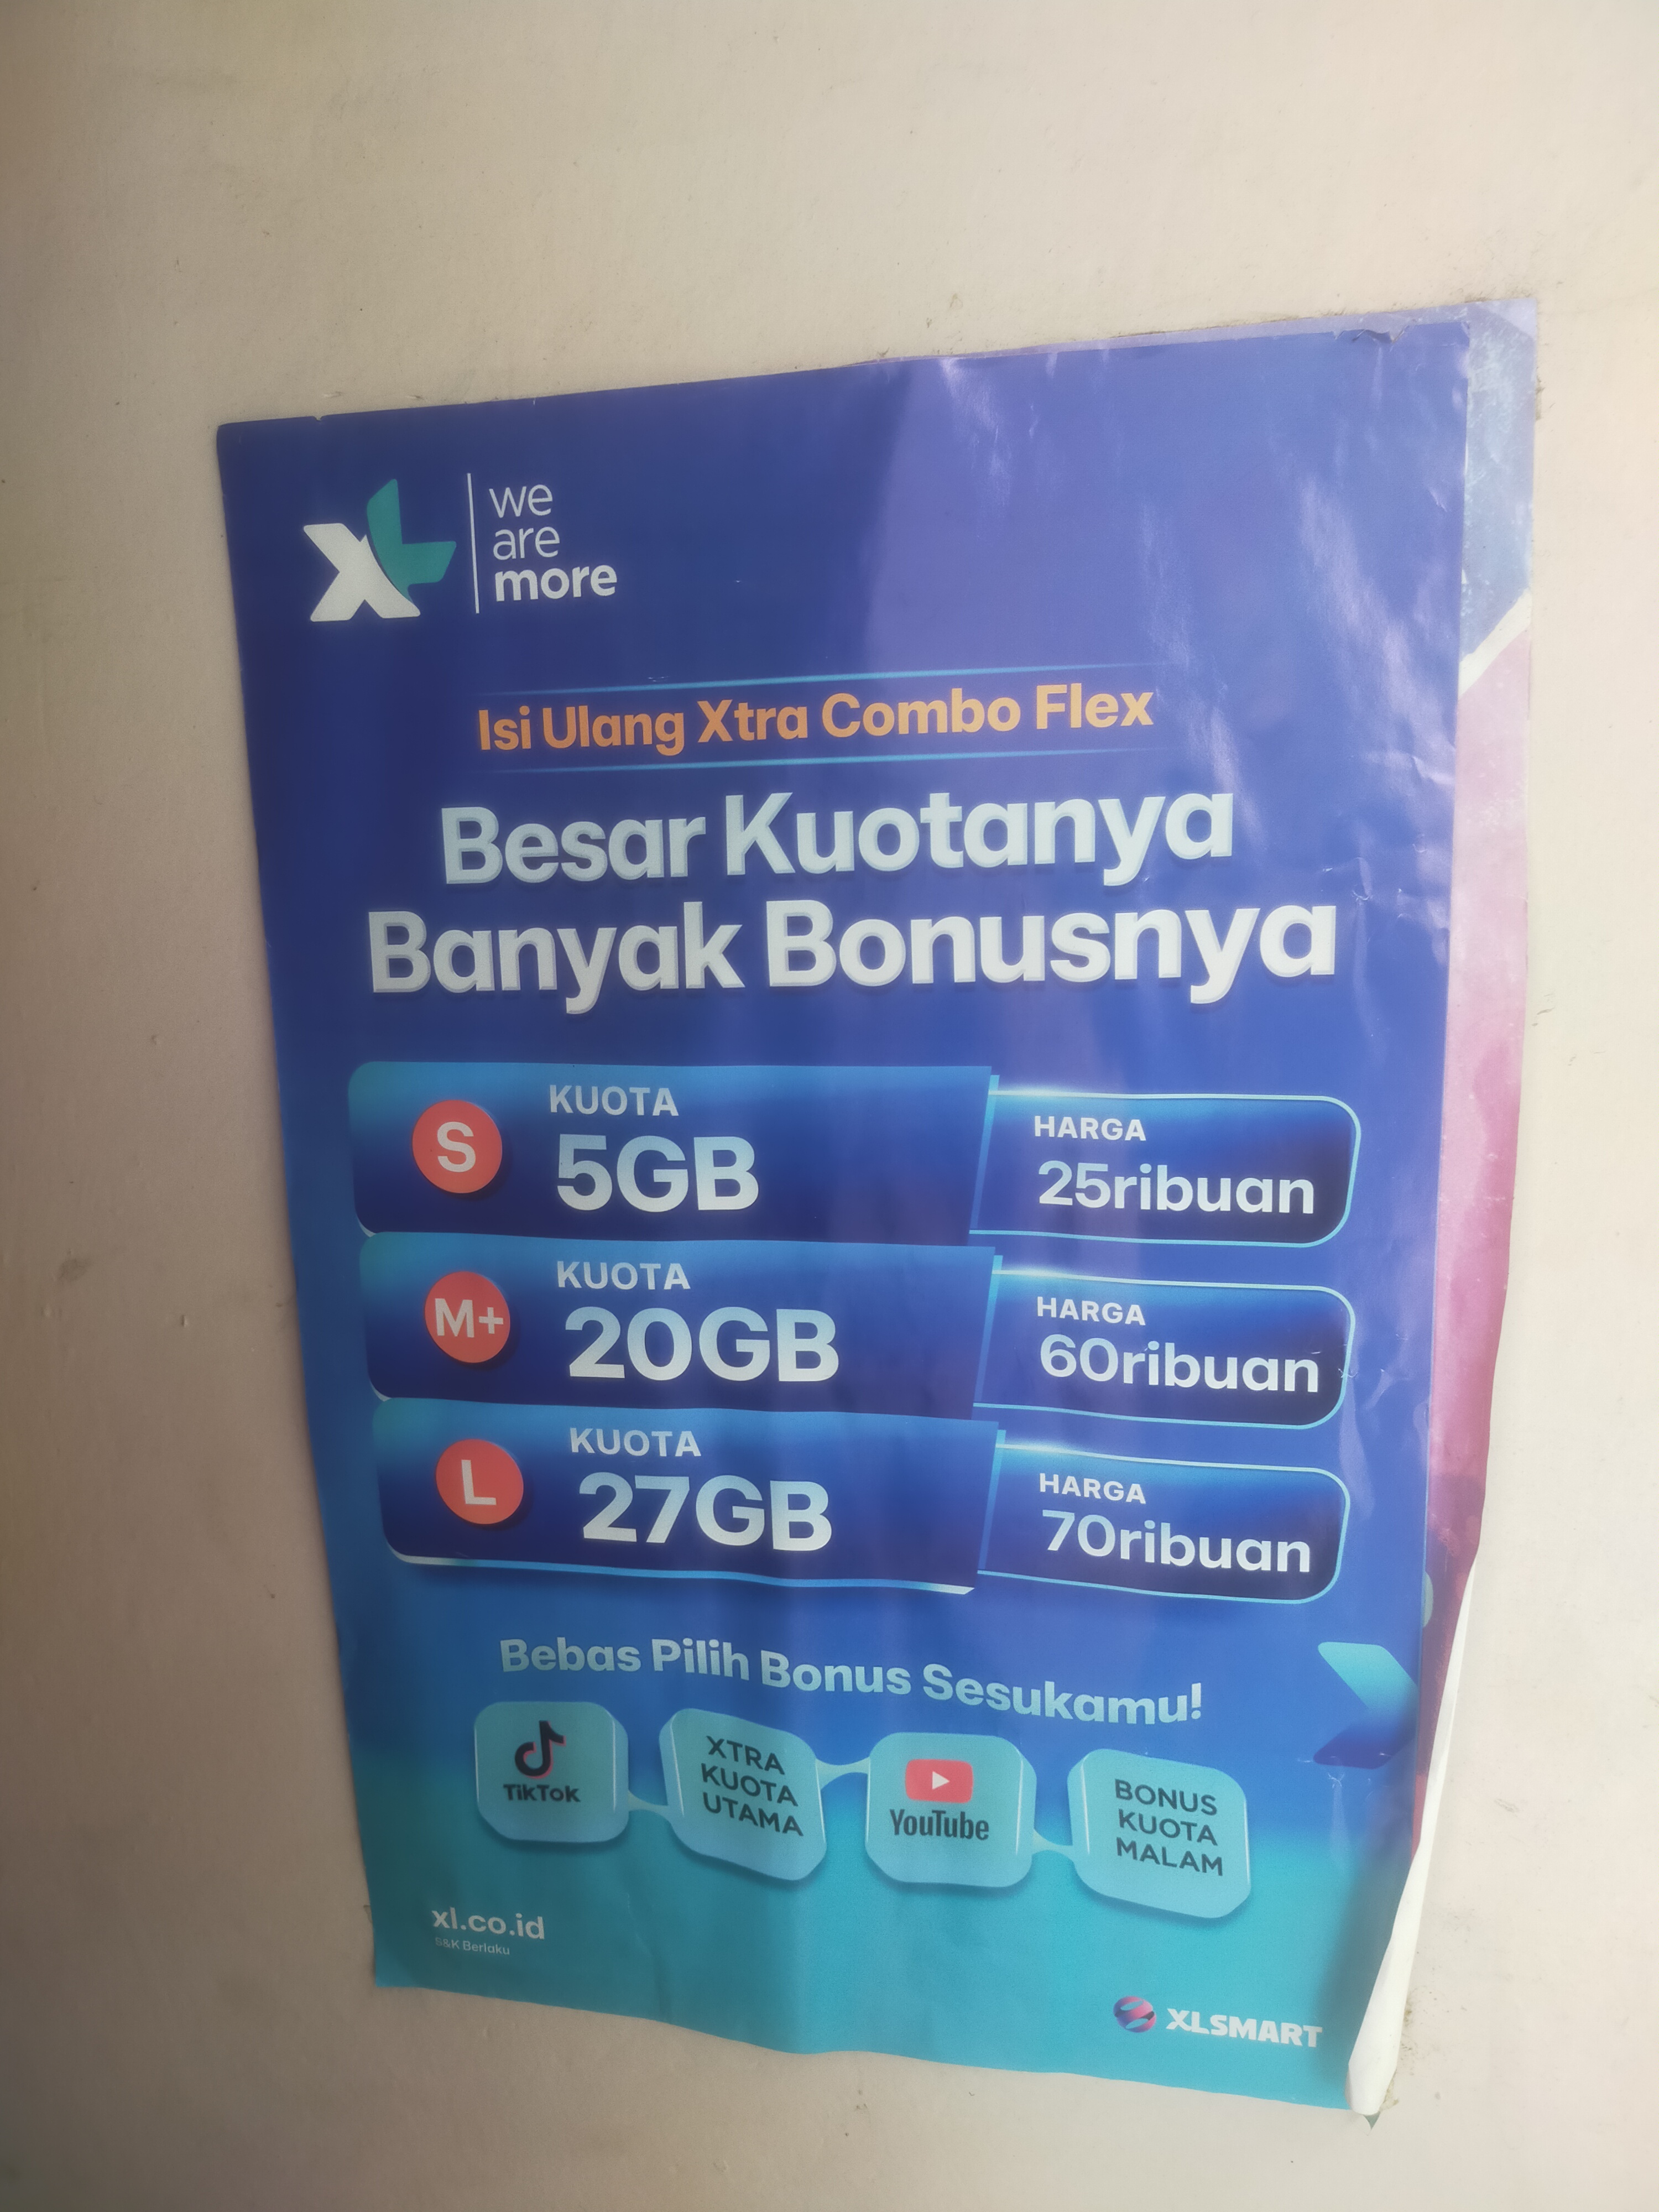 XL
we
are
more
Isi Ulang Xtra Combo Flex
Besar Kuotanya
Banyak Bonusnya
S
KUOTA
5GB
HARGA
25ribuan
M+
KUOTA
20GB
HARGA
60ribuan
L
KUOTA
27GB
HARGA
70ribuan
Bebas Pilih Bonus Sesukamu!
TikTok
XTRA
KUOTA
UTAMA
YouTube
BONUS
KUOTA
MALAM
xl.co.id
S&K Berlaku
XLSMART